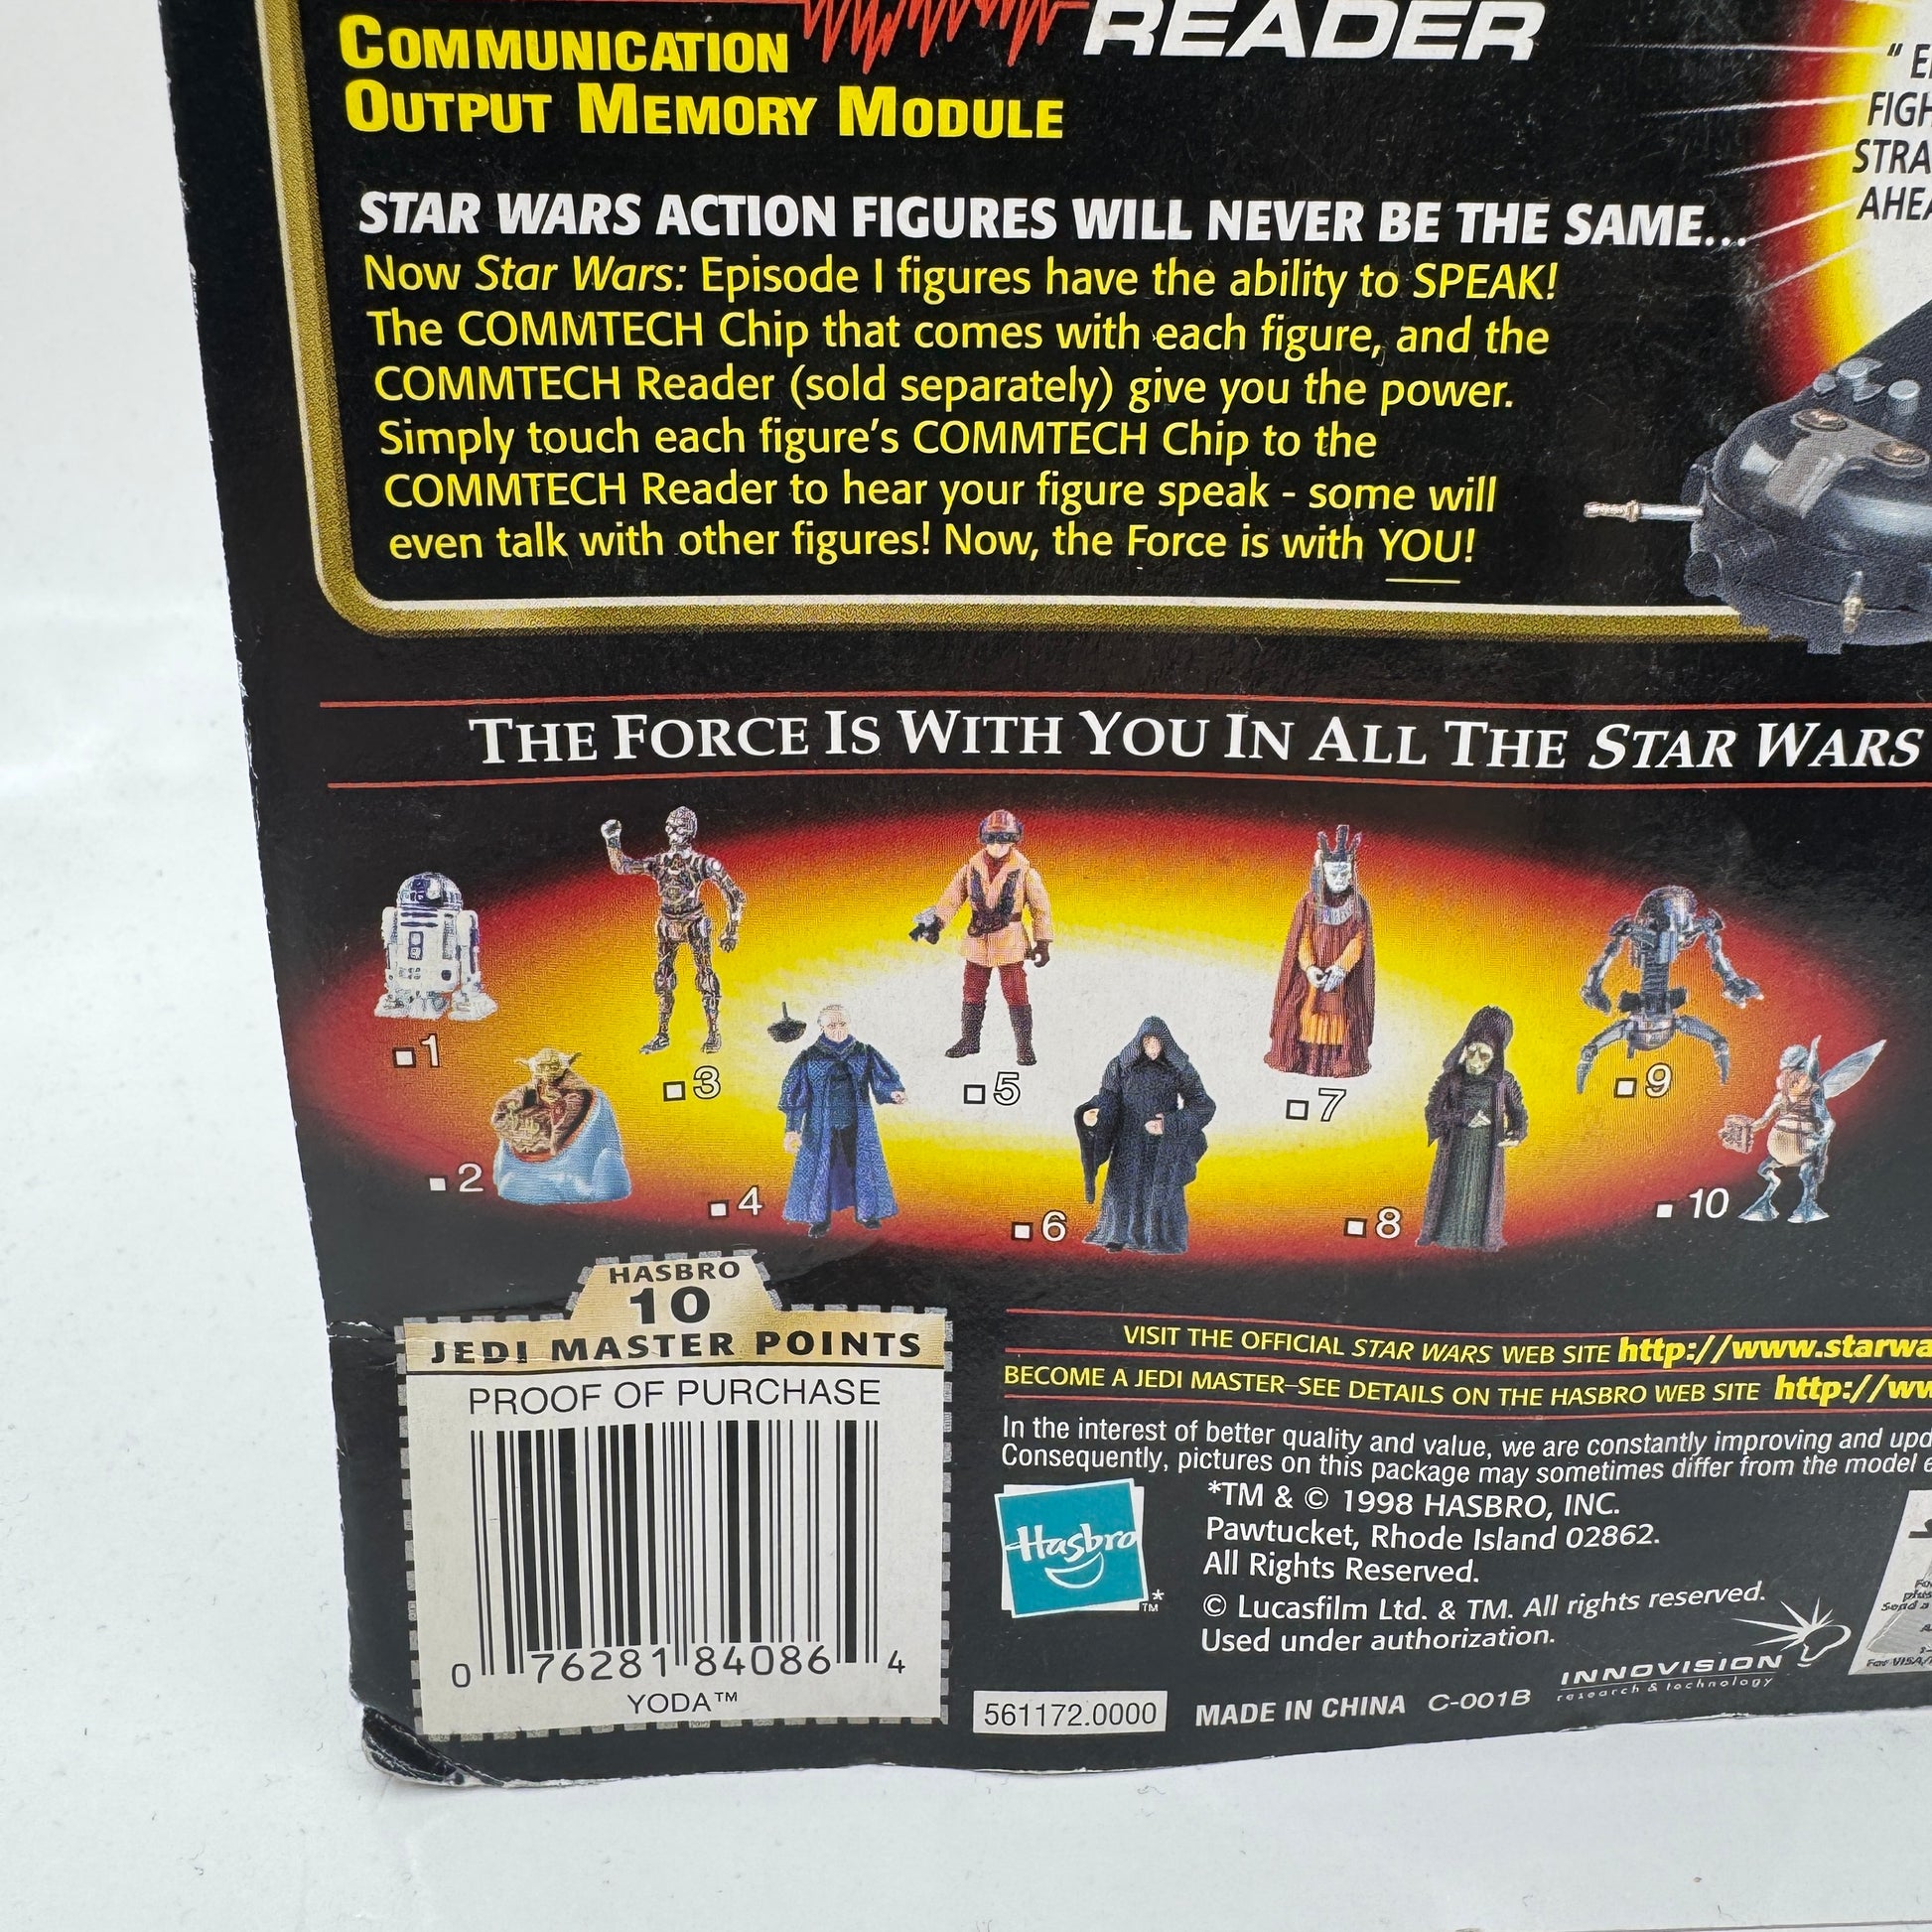 READER
COMMUNICATION
OUTPUT MEMORY MODULE
STAR WARS ACTION FIGURES WILL NEVER BE THE SAME...
Now Star Wars: Episode I figures have the ability to SPEAK!
The COMMTECH Chip that comes with each figure, and the
COMMTECH Reader (sold separately) give you the power.
Simply touch each figure's COMMTECH Chip to the
COMMTECH Reader to hear your figure speak - some will
even talk with other figures! Now, the Force is with YOU!
THE FORCE IS WITH YOU IN ALL THE STAR WARS
1
2
3
4
5
6
7
8
9
10
HASBRO
10
JEDI MASTER POINTS
PROOF OF PURCHASE
0 76281 84086 4
YODA™
VISIT THE OFFICIAL STAR WARS WEB SITE http://www.starwa
BECOME A JEDI MASTER–SEE DETAILS ON THE HASBRO WEB SITE http://ww
In the interest of better quality and value, we are constantly improving and upd
Consequently, pictures on this package may sometimes differ from the model e
Hasbro
™*
*TM & © 1998 HASBRO, INC.
Pawtucket, Rhode Island 02862.
All Rights Reserved.
© Lucasfilm Ltd. & TM. All rights reserved.
Used under authorization.
INNOVISION
research & technology
561172.0000
MADE IN CHINA C-001B